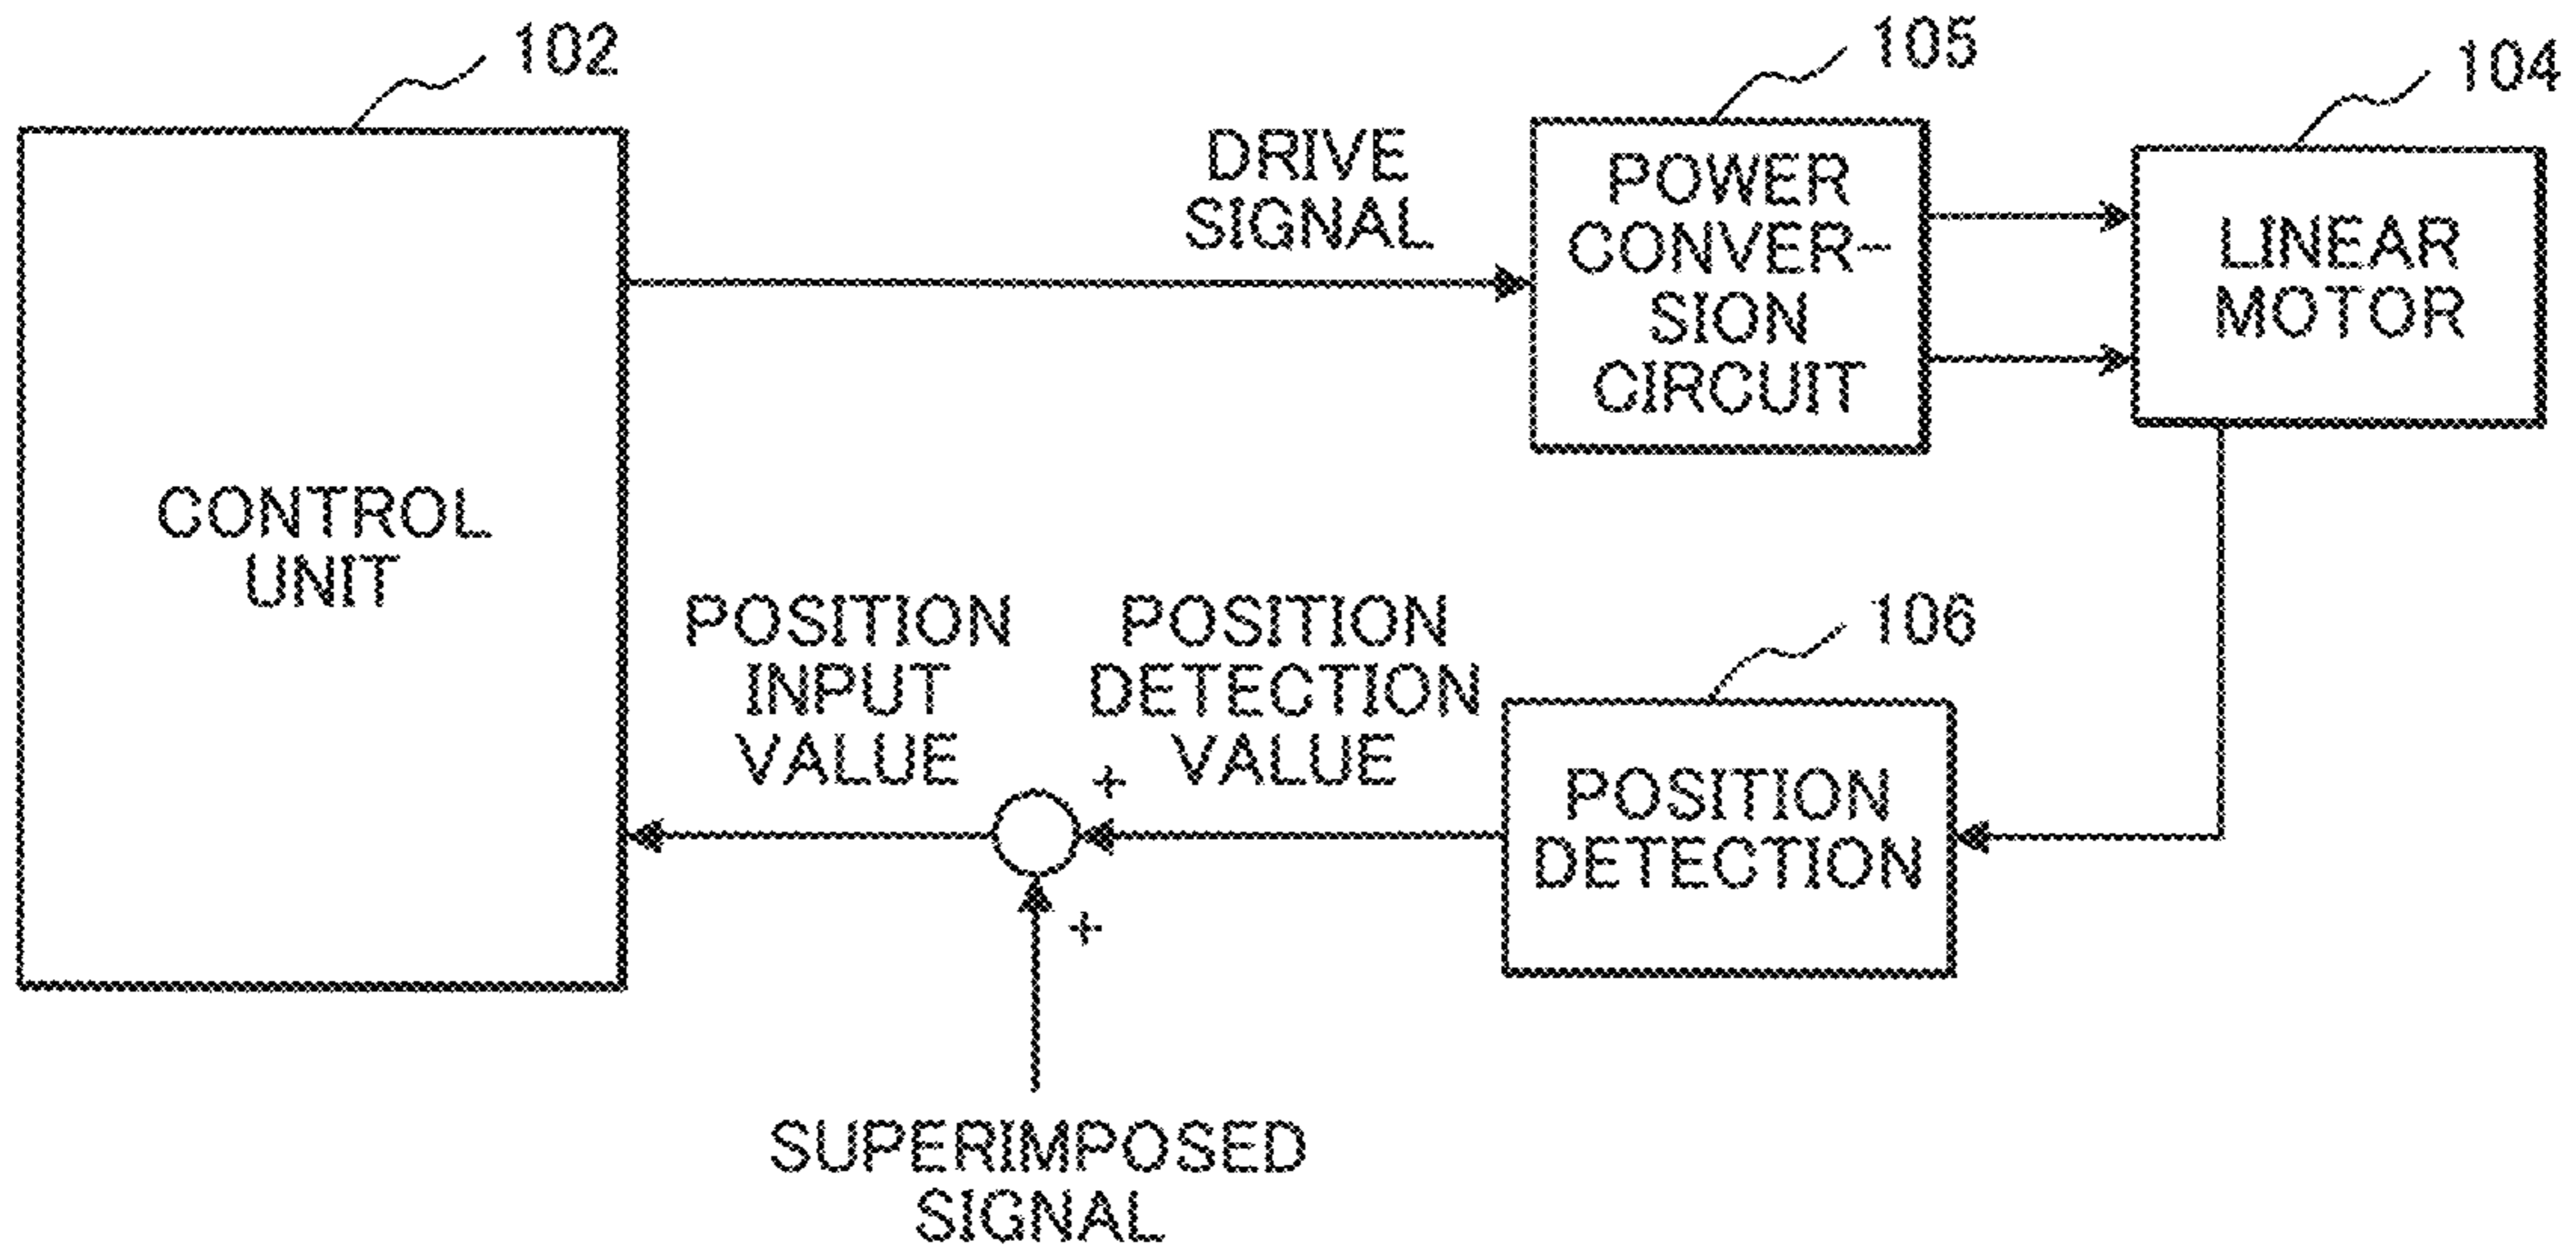 102
105
104
DRIVE
SIGNAL
POWER
CONVER-
SION
CIRCUIT
LINEAR
MOTOR
CONTROL
UNIT
POSITION
INPUT
VALUE
POSITION
DETECTION
VALUE
106
+
POSITION
DETECTION
+
SUPERIMPOSED
SIGNAL